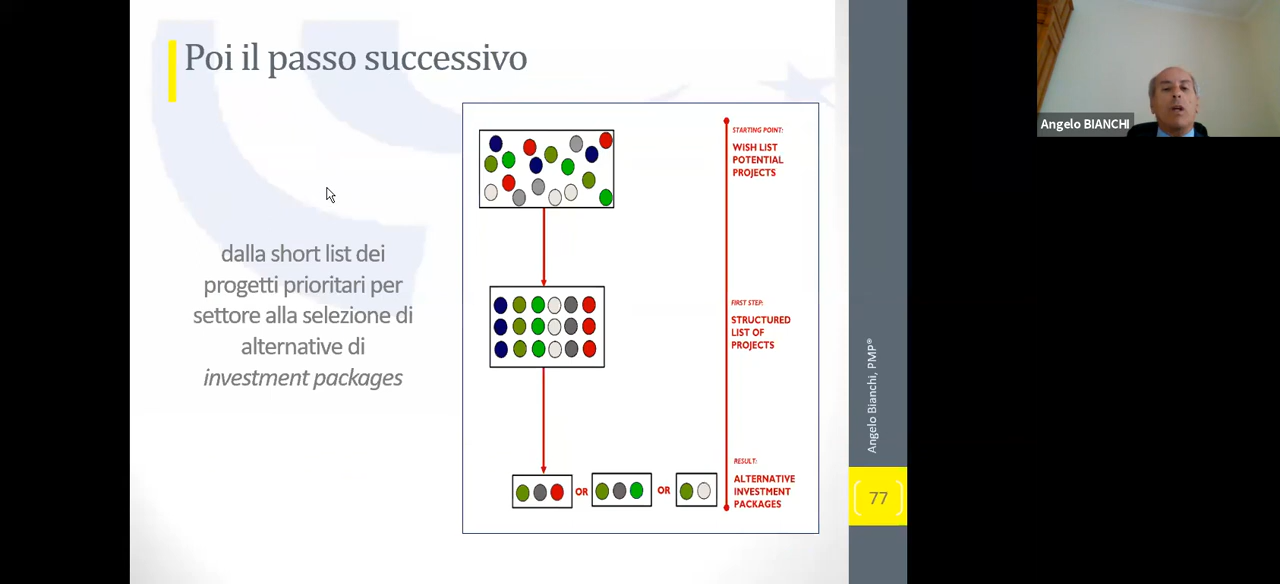 Poi il passo successivo
dalla short list dei
progetti prioritari per
settore alla selezione di
alternative di
investment packages
STARTING POINT:
WISH LIST
POTENTIAL
PROJECTS
FIRST STEP:
STRUCTURED
LIST OF
PROJECTS
RESULT:
ALTERNATIVE
INVESTMENT
PACKAGES
OR
OR
Angelo Bianchi, PMP®
77
Angelo BIANCHI